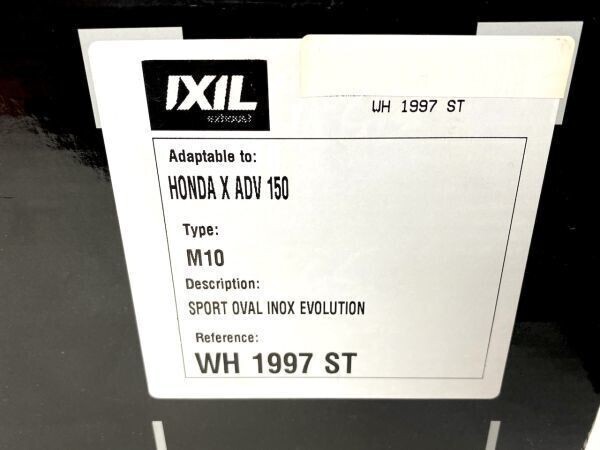 IXIL
exhaust
WH 1997 ST
Adaptable to:
HONDA X ADV 150
Type:
M10
Description:
SPORT OVAL INOX EVOLUTION
Reference:
WH 1997 ST